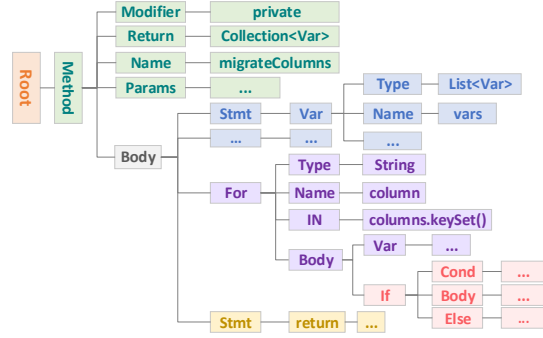 Root
Method
Modifier private
Return Collection<Var>
Name migrateColumns
Params ...
Body
Stmt Var
Type List<Var>
Name vars
...
... ...
For
Type String
Name column
IN columns.keySet()
Body
Var ...
If
Cond ...
Body ...
Else ...
Stmt return ...